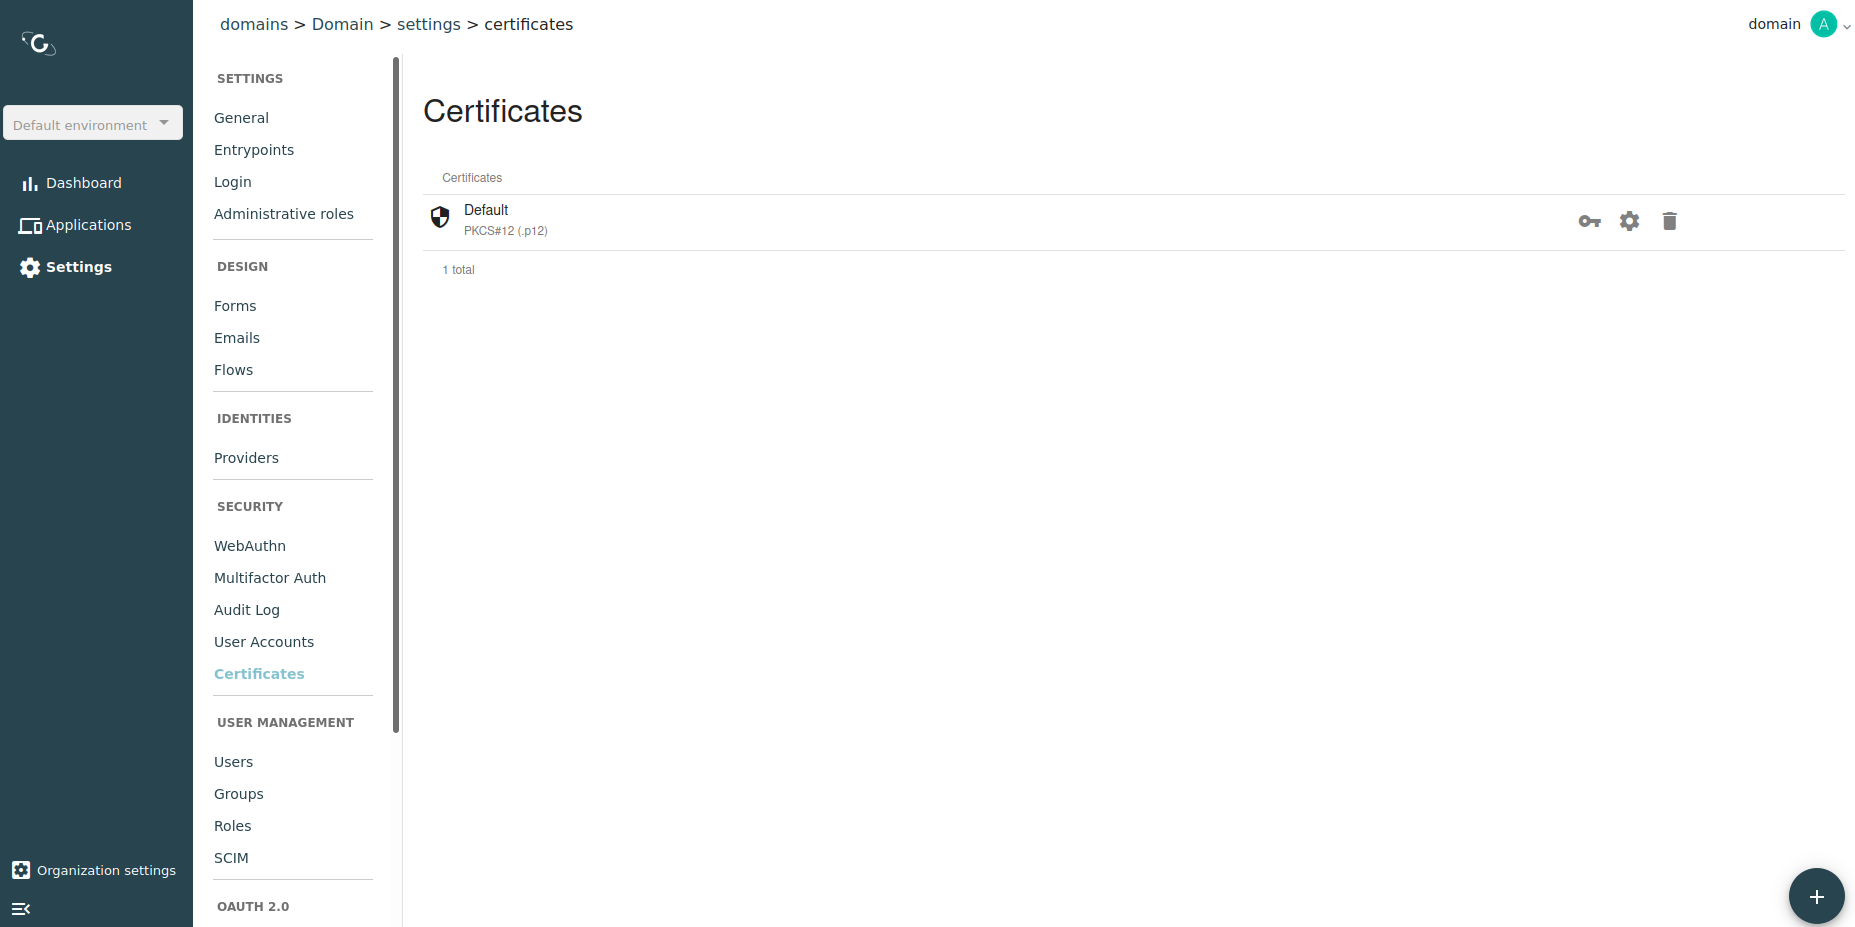 domains > Domain > settings > certificates
domain
A
Default environment
Dashboard
Applications
Settings
Organization settings
SETTINGS
General
Entrypoints
Login
Administrative roles
DESIGN
Forms
Emails
Flows
IDENTITIES
Providers
SECURITY
WebAuthn
Multifactor Auth
Audit Log
User Accounts
Certificates
USER MANAGEMENT
Users
Groups
Roles
SCIM
OAUTH 2.0
Certificates
Certificates
Default
PKCS#12 (.p12)
1 total